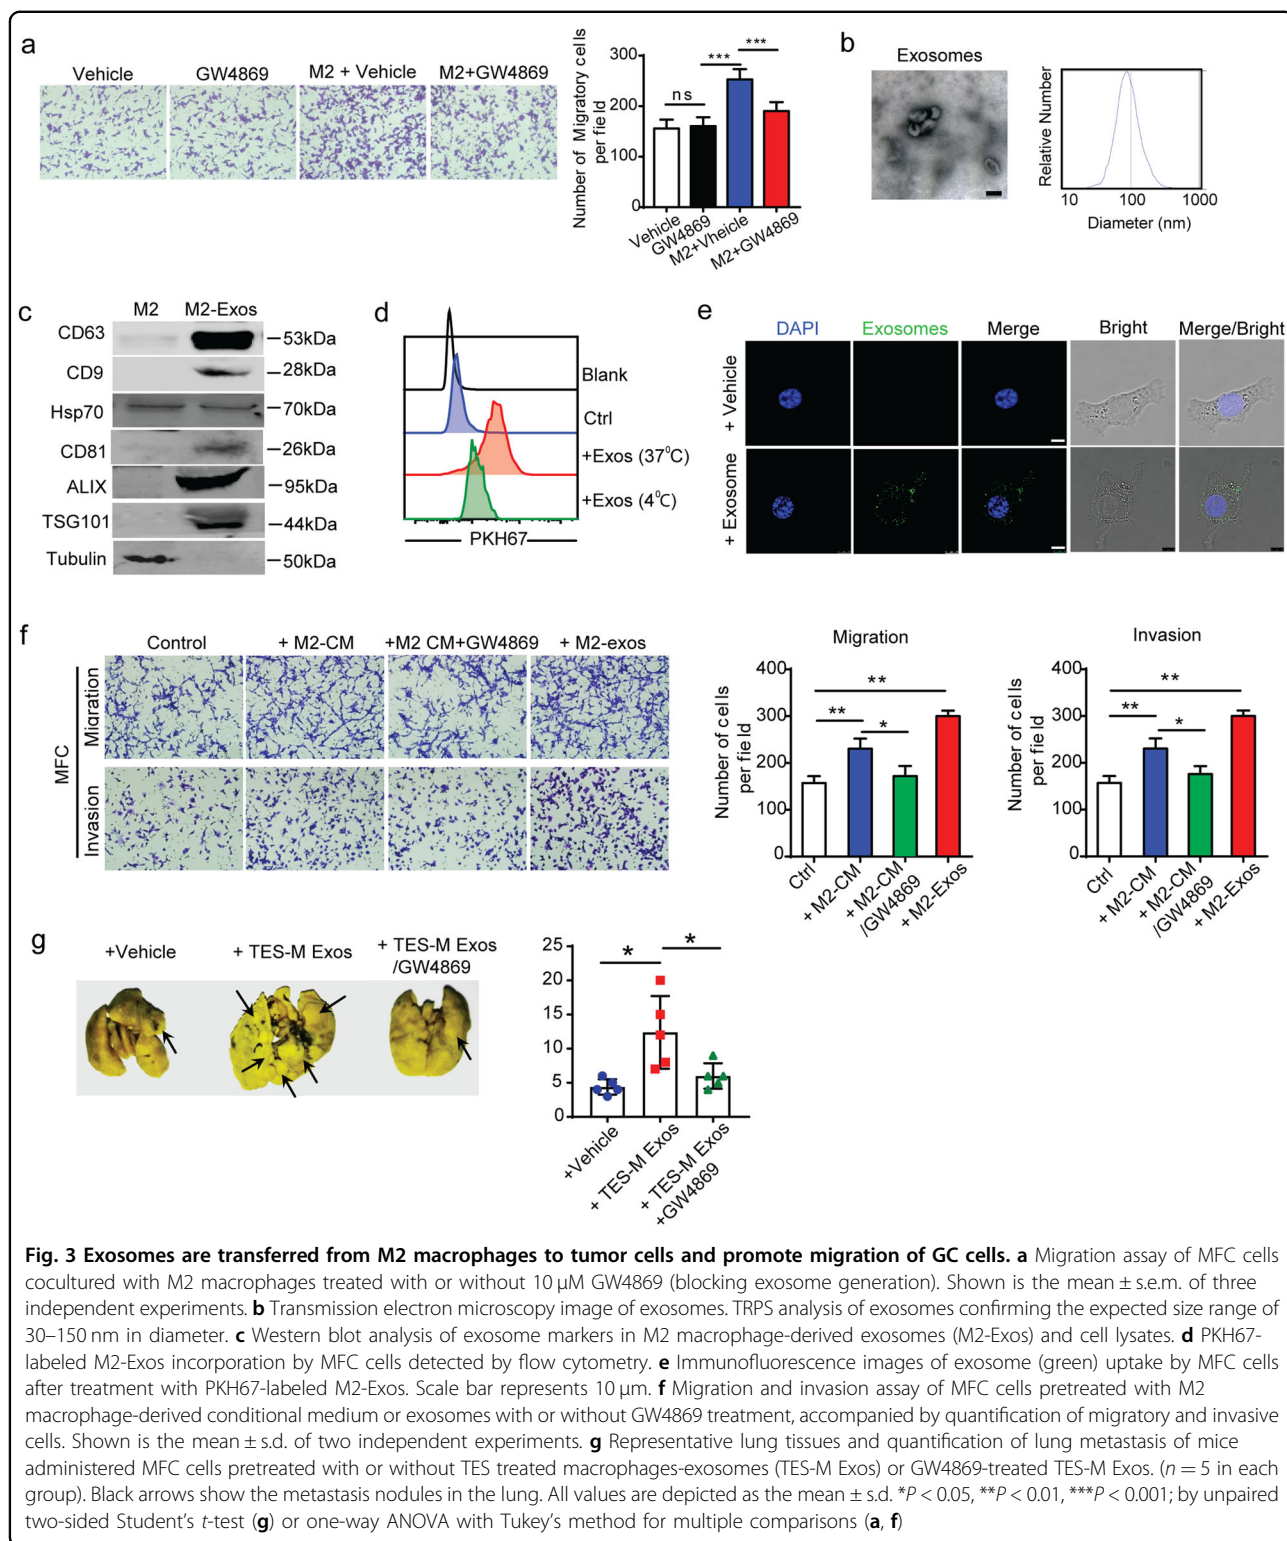 a
Vehicle GW4869 M2 + Vehicle M2+GW4869
Number of Migratory cells
per field
300
200
100
0
ns *** ***
Vehicle
GW4869
M2+Vheicle
M2+GW4869
b
Exosomes
Relative Number
10 100 1000
Diameter (nm)
c
M2 M2-Exos
CD63 53kDa
CD9 28kDa
Hsp70 70kDa
CD81 26kDa
ALIX 95kDa
TSG101 44kDa
Tubulin 50kDa
d
Blank
Ctrl
+Exos (37⁰C)
+Exos (4⁰C)
PKH67
e
DAPI Exosomes Merge Bright Merge/Bright
+ Vehicle
+ Exosome
f
Control + M2-CM +M2 CM+GW4869 + M2-exos
MFC
Migration
Invasion
Migration
Number of cells
per field
400
300
200
100
0
** ** *
Ctrl
+ M2-CM
+ M2-CM
/GW4869
+ M2-Exos
Invasion
Number of cells
per field
400
300
200
100
0
** ** *
Ctrl
+ M2-CM
+ M2-CM
/GW4869
+ M2-Exos
g
+Vehicle + TES-M Exos + TES-M Exos
/GW4869
25
20
15
10
5
0
* *
+Vehicle
+ TES-M Exos
+ TES-M Exos
+GW4869
Fig. 3 Exosomes are transferred from M2 macrophages to tumor cells and promote migration of GC cells. a Migration assay of MFC cells
cocultured with M2 macrophages treated with or without 10 μM GW4869 (blocking exosome generation). Shown is the mean ± s.e.m. of three
independent experiments. b Transmission electron microscopy image of exosomes. TRPS analysis of exosomes confirming the expected size range of
30–150 nm in diameter. c Western blot analysis of exosome markers in M2 macrophage-derived exosomes (M2-Exo) and cell lysates. d PKH67-
labeled M2-Exos incorporation by MFC cells detected by flow cytometry. e Immunofluorescence images of exosome (green) uptake by MFC cells
after treatment with PKH67-labeled M2-Exos. Scale bar represents 10 μm. f Migration and invasion assay of MFC cells pretreated with M2
macrophage-derived conditional medium or exosomes with or without GW4869 treatment, accompanied by quantification of migratory and invasive
cells. Shown is the mean ± s.d. of two independent experiments. g Representative lung tissues and quantification of lung metastasis of mice
administered MFC cells pretreated with or without TES treated macrophages-exosomes (TES-M Exos) or GW4869-treated TES-M Exos. (n = 5 in each
group). Black arrows show the metastasis nodules in the lung. All values are depicted as the mean ± s.d. *P < 0.05, **P < 0.01, ***P < 0.001; by unpaired
two-sided Student's t-test (g) or one-way ANOVA with Tukey's method for multiple comparisons (a, f)